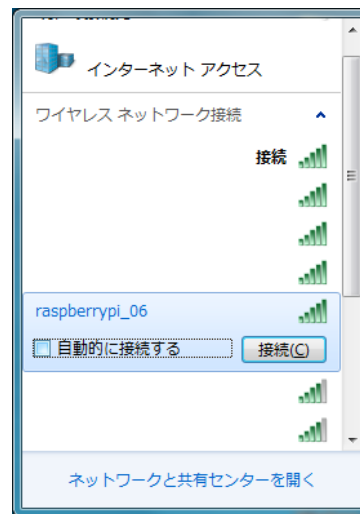 インターネット アクセス
ワイヤレス ネットワーク接続
接続
raspberrypi_06
自動的に接続する 接続(C)
ネットワークと共有センターを開く